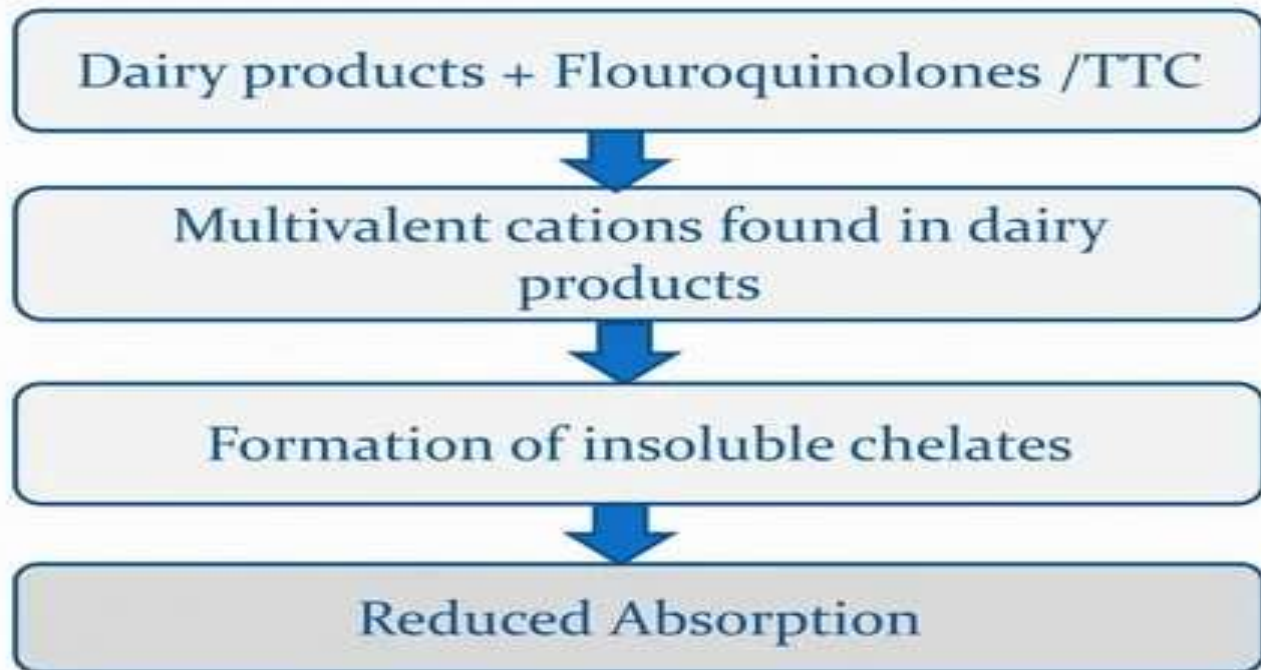 Dairy products + Flouroquinolones /TTC
Multivalent cations found in dairy
products
Formation of insoluble chelates
Reduced Absorption